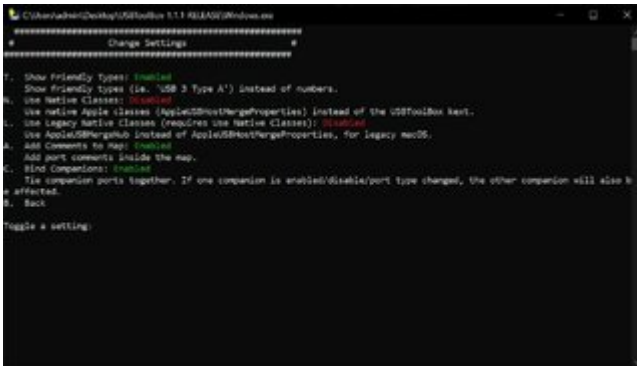 C:\Users\admin\Desktop\USBToolBox 1.1.1 RELEASE\Windows.exe
# Change Settings #
T. Show Friendly Types: Enabled
Show friendly types (ie. 'USB 3 Type A') instead of numbers.
N. Use Native Classes: Disabled
Use native Apple classes (AppleUSBHostMergeProperties) instead of the USBToolBox kext.
L. Use Legacy Native Classes (requires Use Native Classes): Disabled
Use AppleUSBMergeNub instead of AppleUSBHostMergeProperties, for legacy macOS.
A. Add Comments to Map: Enabled
Add port comments inside the map.
C. Bind Companions: Enabled
Tie companion ports together. If one companion is enabled/disable/port type changed, the other companion will also b
e affected.
B. Back
Toggle a setting: